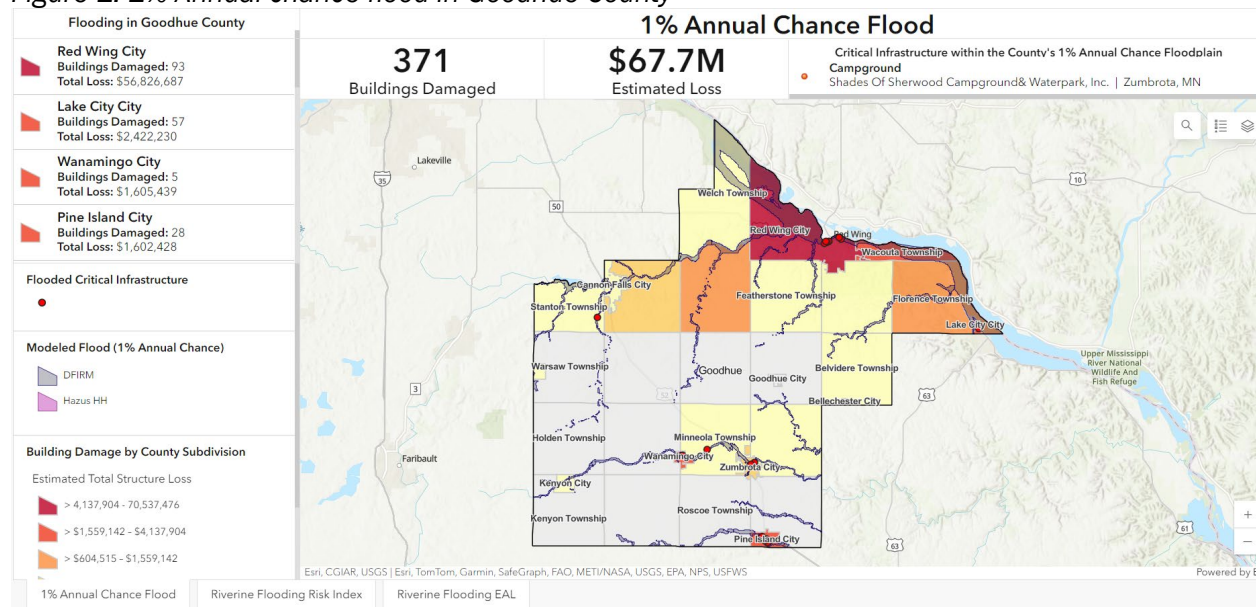 Flooding in Goodhue County
Red Wing City
Buildings Damaged: 93
Total Loss: $56,826,687
Lake City City
Buildings Damaged: 57
Total Loss: $2,422,230
Wanamingo City
Buildings Damaged: 5
Total Loss: $1,605,439
Pine Island City
Buildings Damaged: 28
Total Loss: $1,602,428
Flooded Critical Infrastructure
Modeled Flood (1% Annual Chance)
DFIRM
Hazus HH
Building Damage by County Subdivision
Estimated Total Structure Loss
> 4,137,904 - 70,537,476
> $1,559,142 - $4,137,904
> $604,515 – $1,559,142
1% Annual Chance Flood
371
Buildings Damaged
$67.7M
Estimated Loss
Critical Infrastructure within the County's 1% Annual Chance Floodplain
Campground
Shades Of Sherwood Campground& Waterpark, Inc. | Zumbrota, MN
Lakeville
35
10
50
Welch Township
Red Wing City
Red Wing
Wacouta Township
Cannon Falls City
Stanton Township
Featherstone Township
Florence Township
Lake City City
Warsaw Township
Goodhue
Goodhue City
Belvidere Township
Upper Mississippi
River National
Wildlife And
Fish Refuge
3
52
63
Bellechester City
Holden Township
Minneola Township
Faribault
Wanamingo City
Zumbrota City
Kenyon City
Kenyon Township
Roscoe Township
Pine Island City
63
61
Esri, CGIAR, USGS | Esri, TomTom, Garmin, SafeGraph, FAO, METI/NASA, USGS, EPA, NPS, USFWS
Powered by E
1% Annual Chance Flood
Riverine Flooding Risk Index
Riverine Flooding EAL